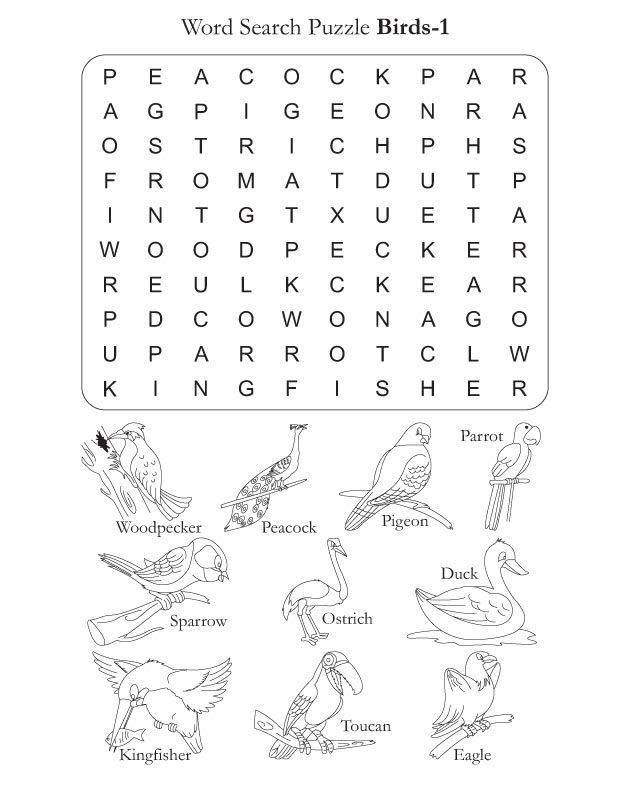 Word Search Puzzle Birds-1
P E A C O C K P A R
A G P I G E O N R A
O S T R I C H P H S
F R O M A T D U T P
I N T G T X U E T A
W O O D P E C K E R
R E U L K C K E A R
P D C O W O N A G O
U P A R R O T C L W
K I N G F I S H E R
Parrot
Woodpecker Peacock Pigeon
Duck
Sparrow Ostrich
Toucan
Kingfisher Eagle